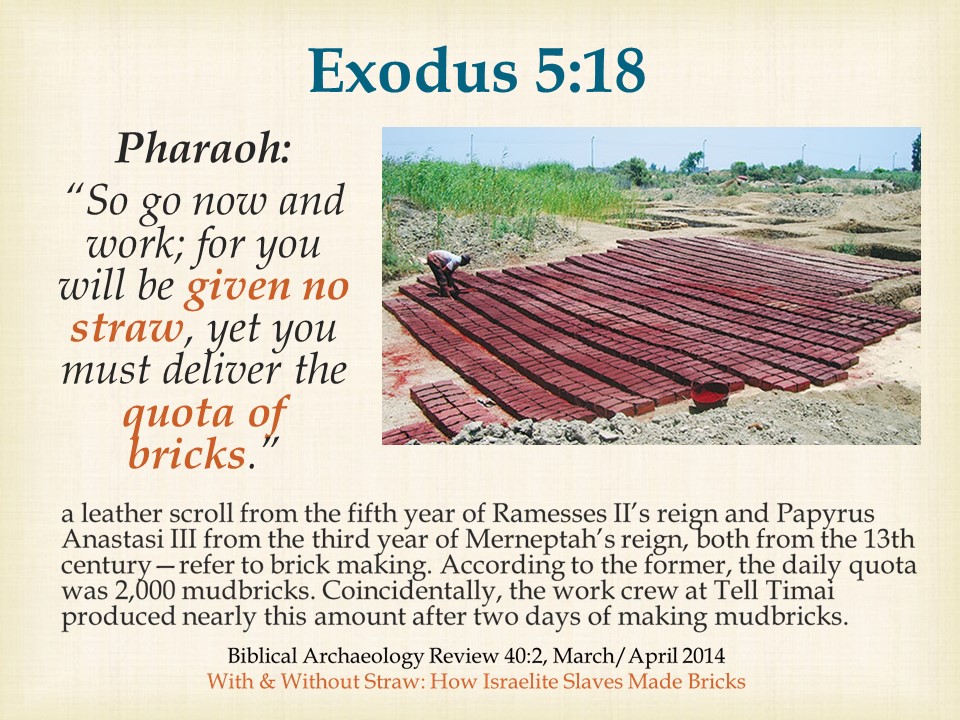 Exodus 5:18
Pharaoh:
“So go now and
work; for you
will be given no
straw, yet you
must deliver the
quota of
bricks.”
a leather scroll from the fifth year of Ramesses II’s reign and Papyrus
Anastasi III from the third year of Merneptah’s reign, both from the 13th
century—refer to brick making. According to the former, the daily quota
was 2,000 mudbricks. Coincidentally, the work crew at Tell Timai
produced nearly this amount after two days of making mudbricks.
Biblical Archaeology Review 40:2, March/April 2014
With & Without Straw: How Israelite Slaves Made Bricks